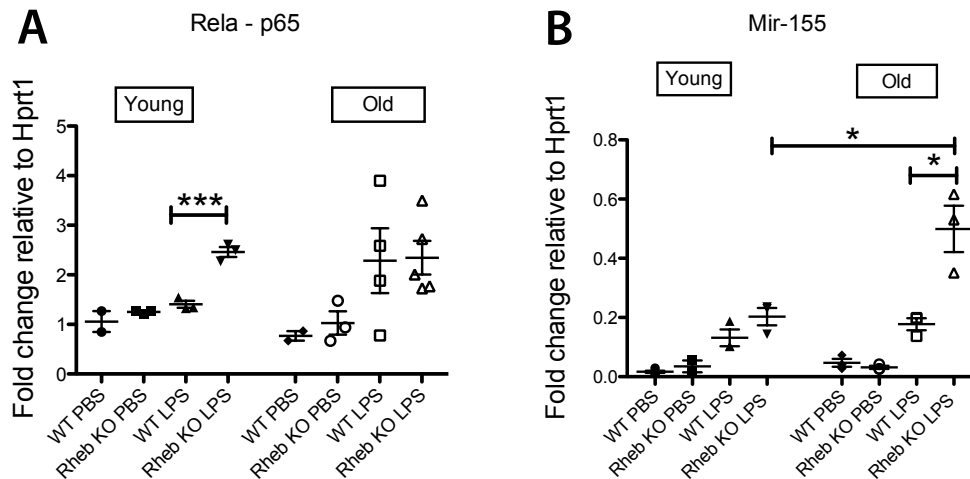 A
Rela - p65
Young
Old
Fold change relative to Hprt1
5
4
3
2
1
0
***
WT PBS
Rheb KO PBS
WT LPS
Rheb KO LPS
WT PBS
Rheb KO PBS
WT LPS
Rheb KO LPS
B
Mir-155
Young
Old
Fold change relative to Hprt1
0.8
0.6
0.4
0.2
0.0
*
*
WT PBS
Rheb KO PBS
WT LPS
Rheb KO LPS
WT PBS
Rheb KO PBS
WT LPS
Rheb KO LPS